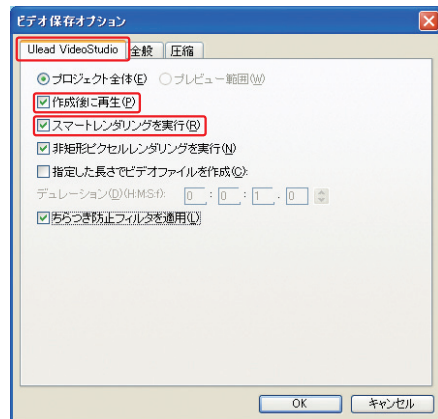 ビデオ保存オプション
Ulead VideoStudio 全般 圧縮
プロジェクト全体(E) プレビュー範囲(W)
作成後に再生(P)
スマートレンダリングを実行(R)
非矩形ピクセルレンダリングを実行(N)
指定した長さでビデオファイルを作成(C):
デュレーション(D)(H:M:S:f): 0 : 0 : 1 . 0
ちらつき防止フィルタを適用(L)
OK キャンセル